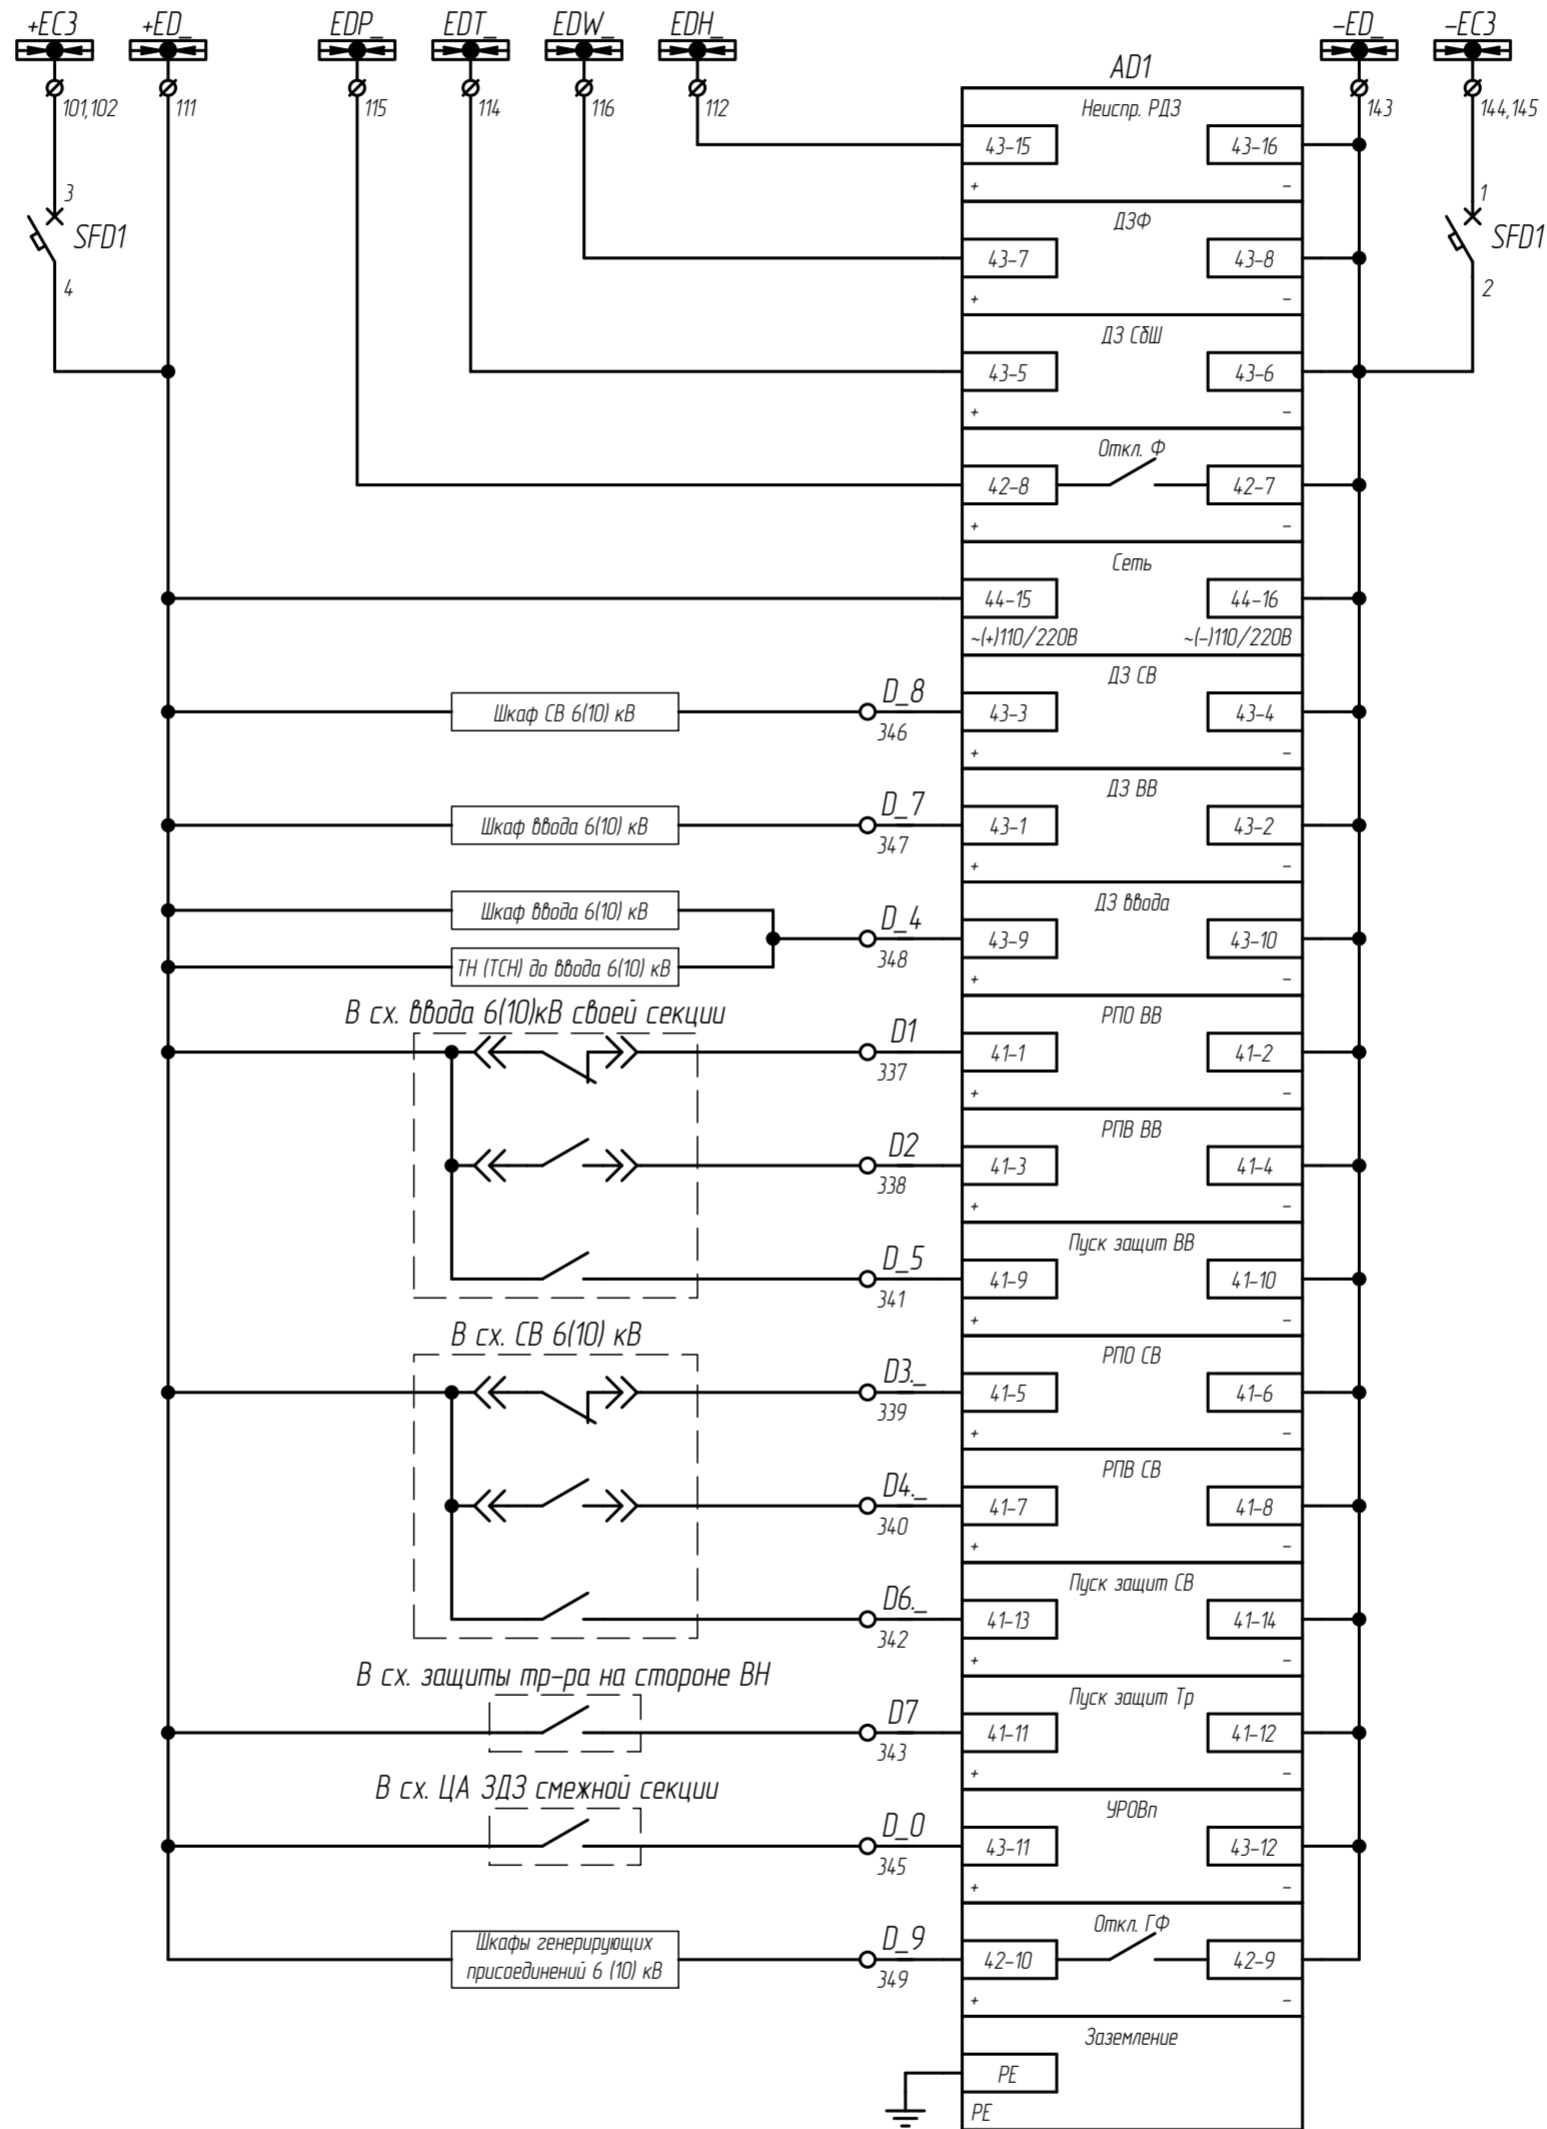 +EC3
+ED_
EDP_
EDT_
EDW_
EDH_
-ED_
-EC3
101,102
111
115
114
116
112
143
144,145
AD1
Неиспр. РДЗ
43-15
43-16
+
-
3
SFD1
4
1
SFD1
2
ДЗФ
43-7
43-8
+
-
ДЗ СбШ
43-5
43-6
+
-
Откл. Ф
42-8
42-7
+
-
Сеть
44-15
44-16
~(+)110/220В
~(-)110/220В
ДЗ СВ
Шкаф СВ 6(10) кВ
D_8
346
43-3
43-4
+
-
ДЗ ВВ
Шкаф ввода 6(10) кВ
D_7
347
43-1
43-2
+
-
ДЗ ввода
Шкаф ввода 6(10) кВ
ТН (ТСН) до ввода 6(10) кВ
D_4
348
43-9
43-10
+
-
В сх. ввода 6(10)кВ своей секции
РПО ВВ
D1
337
41-1
41-2
+
-
РПВ ВВ
D2
338
41-3
41-4
+
-
Пуск защит ВВ
D_5
341
41-9
41-10
+
-
В сх. СВ 6(10) кВ
РПО СВ
D3._
339
41-5
41-6
+
-
РПВ СВ
D4._
340
41-7
41-8
+
-
Пуск защит СВ
D6._
342
41-13
41-14
+
-
В сх. защиты тр-ра на стороне ВН
Пуск защит Тр
D7
343
41-11
41-12
+
-
В сх. ЦА ЗДЗ смежной секции
УРОВп
D_0
345
43-11
43-12
+
-
Откл. ГФ
Шкафы генерирующих
присоединений 6 (10) кВ
D_9
349
42-10
42-9
+
-
Заземление
PE
PE